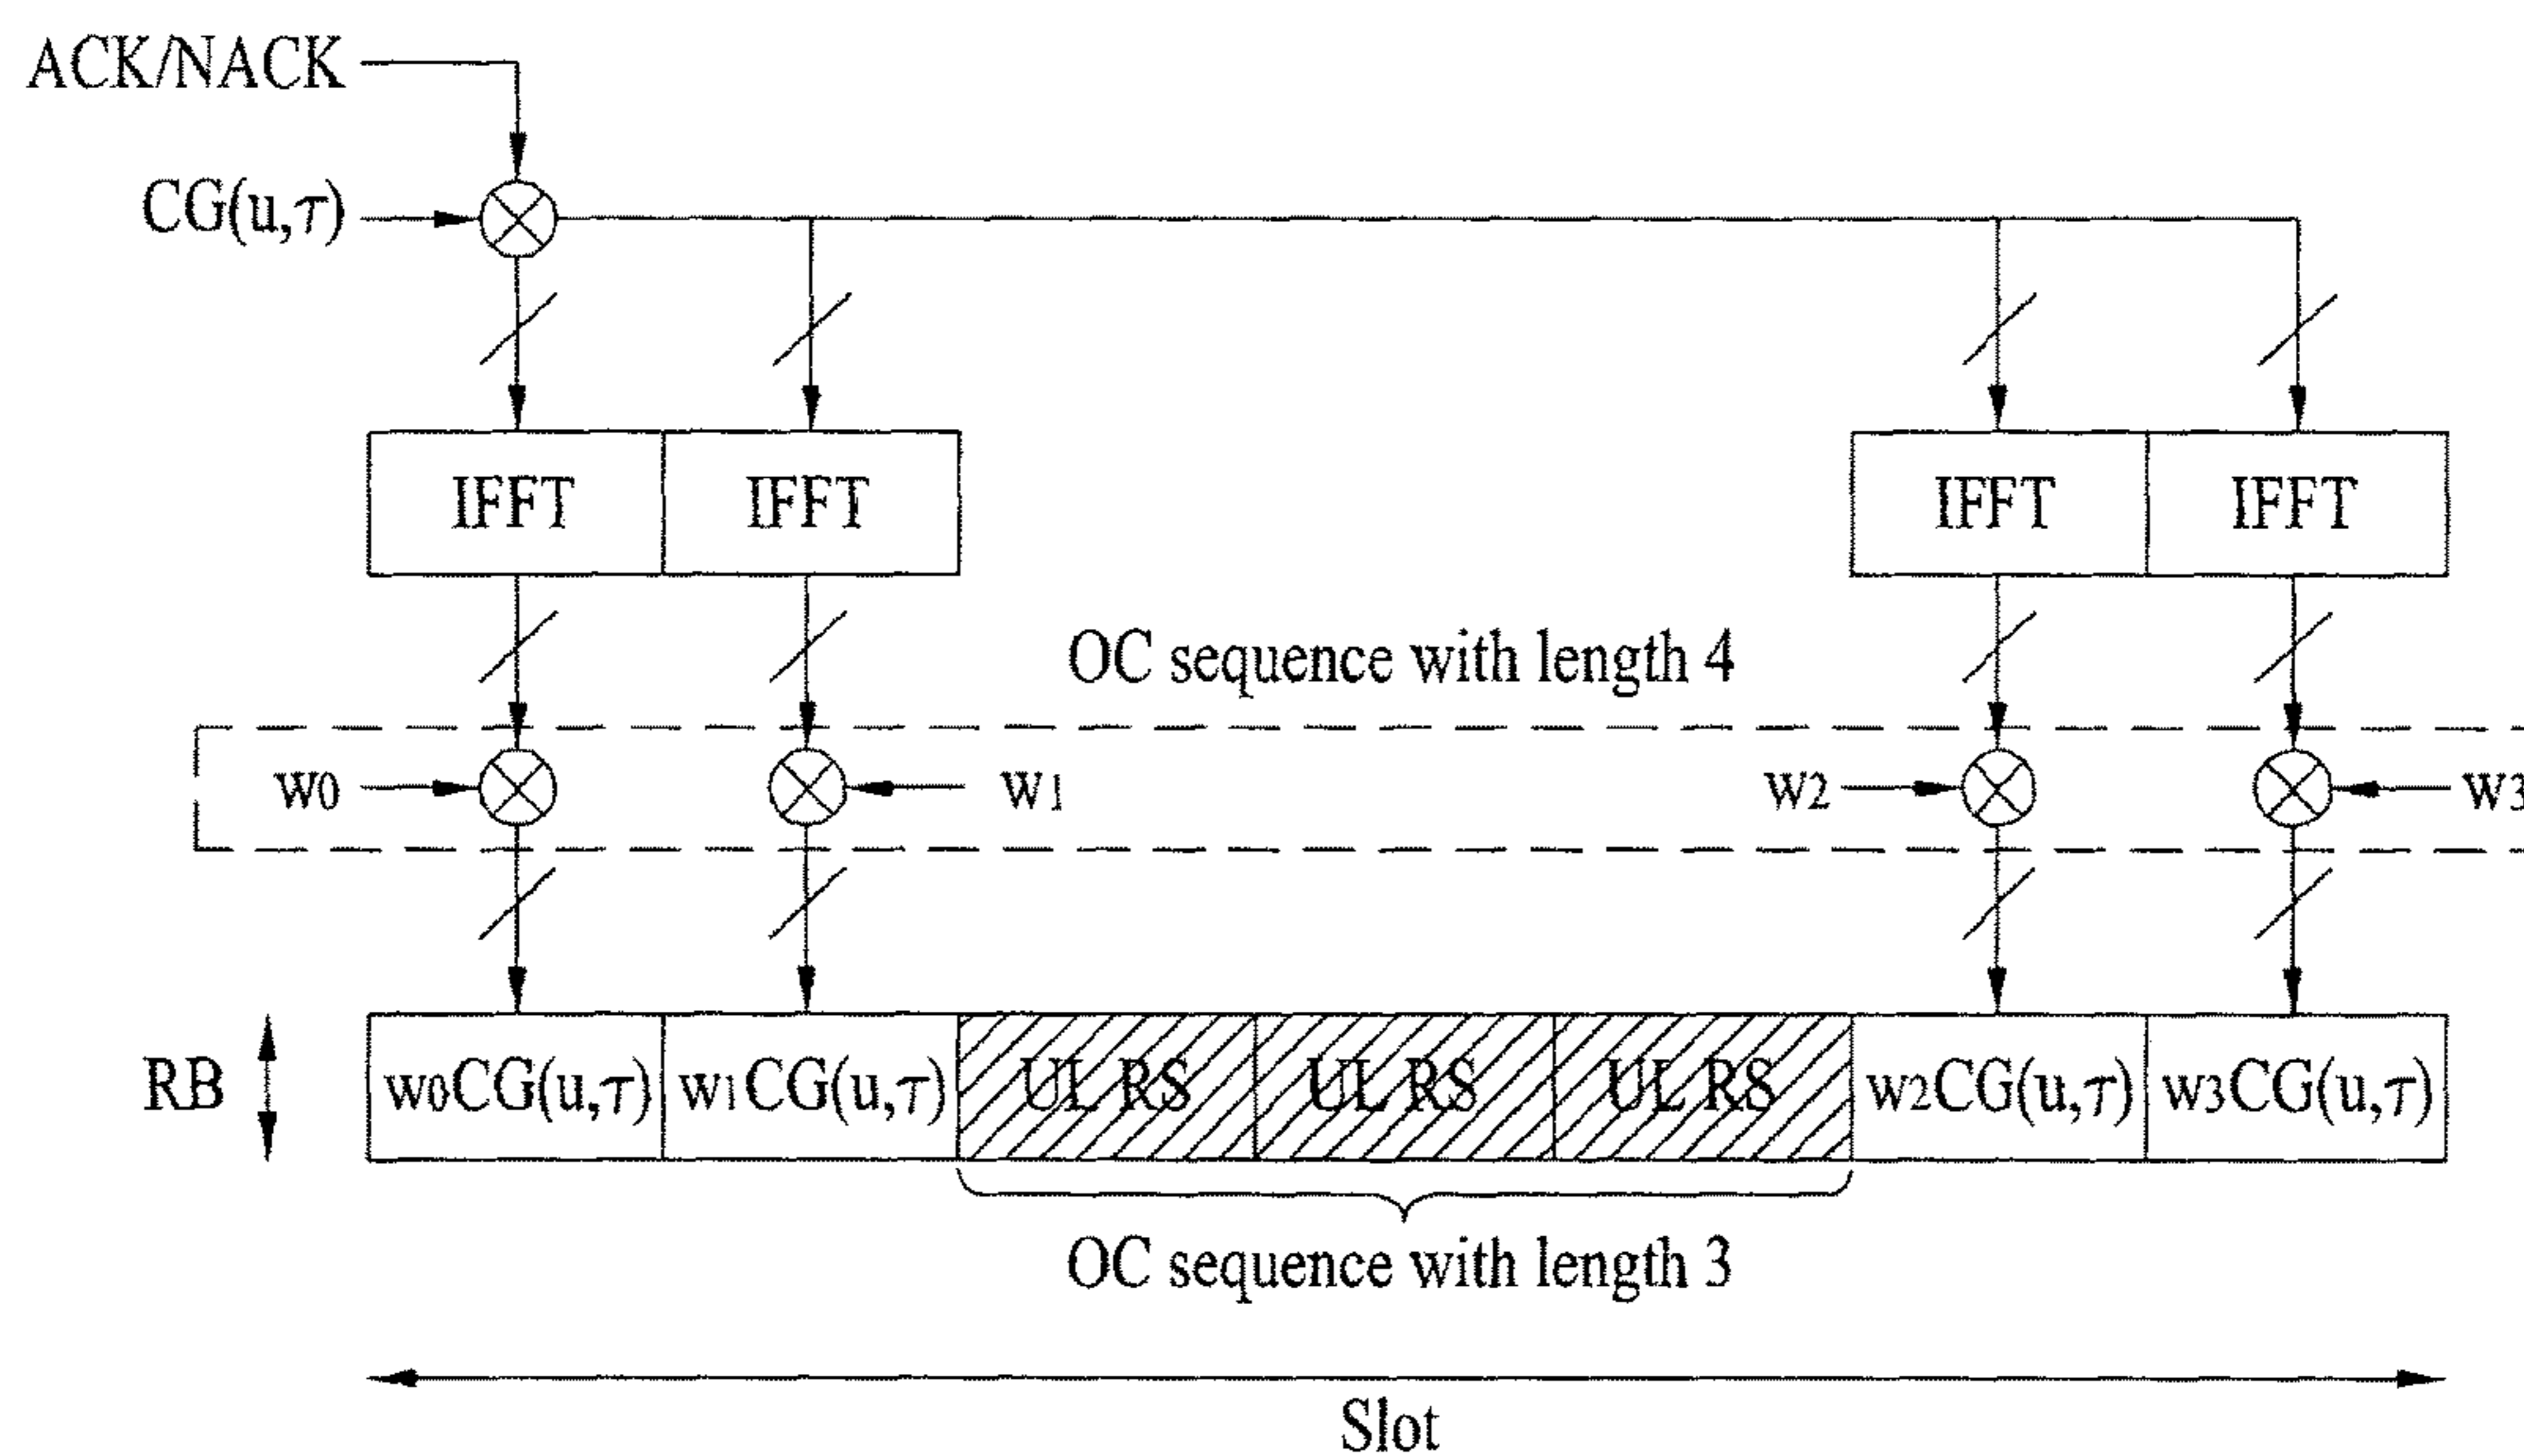 ACK/NACK
CG(u,τ)
IFFT IFFT IFFT IFFT
OC sequence with length 4
w0 w1 w2 w3
RB w0CG(u,τ) w1CG(u,τ) UL RS UL RS UL RS w2CG(u,τ) w3CG(u,τ)
OC sequence with length 3
Slot